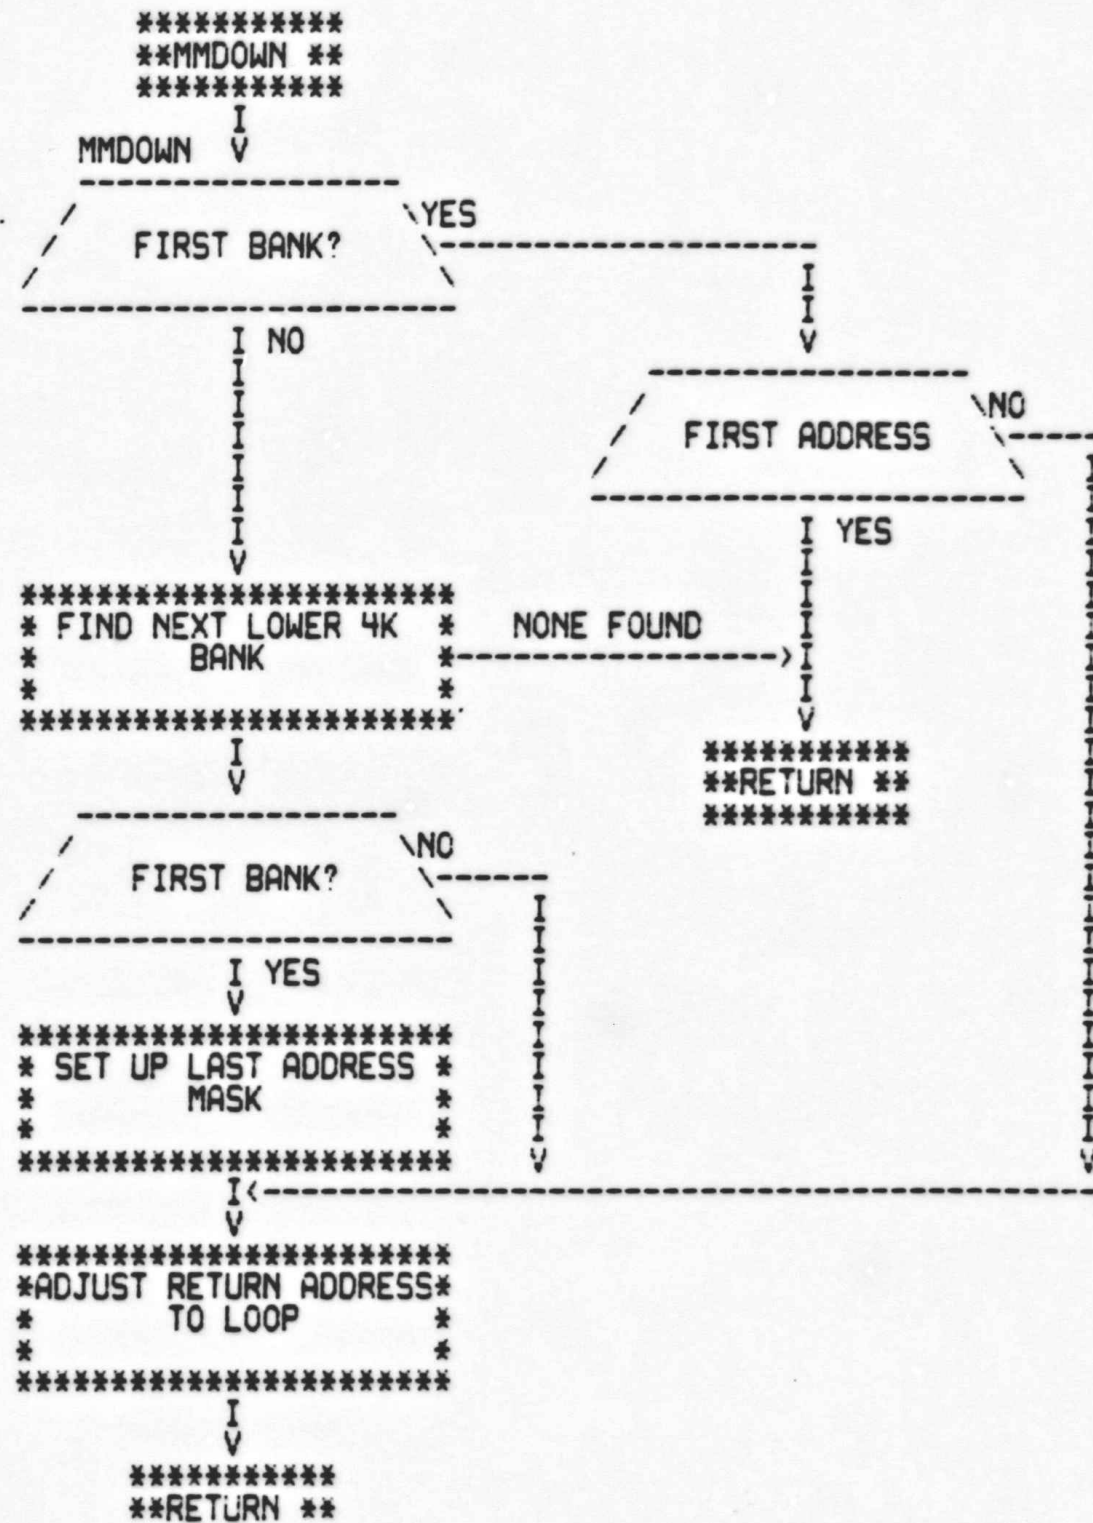 ***********
**MMDOWN **
***********
I
V
MMDOWN
YES
FIRST BANK?
NO
NO
FIRST ADDRESS
YES
***********************
* FIND NEXT LOWER 4K *
* BANK *
* *
***********************
NONE FOUND
***********
**RETURN **
***********
NO
FIRST BANK?
YES
***********************
* SET UP LAST ADDRESS *
* MASK *
* *
***********************
***********************
*ADJUST RETURN ADDRESS*
* TO LOOP *
* *
***********************
I
V
***********
**RETURN **